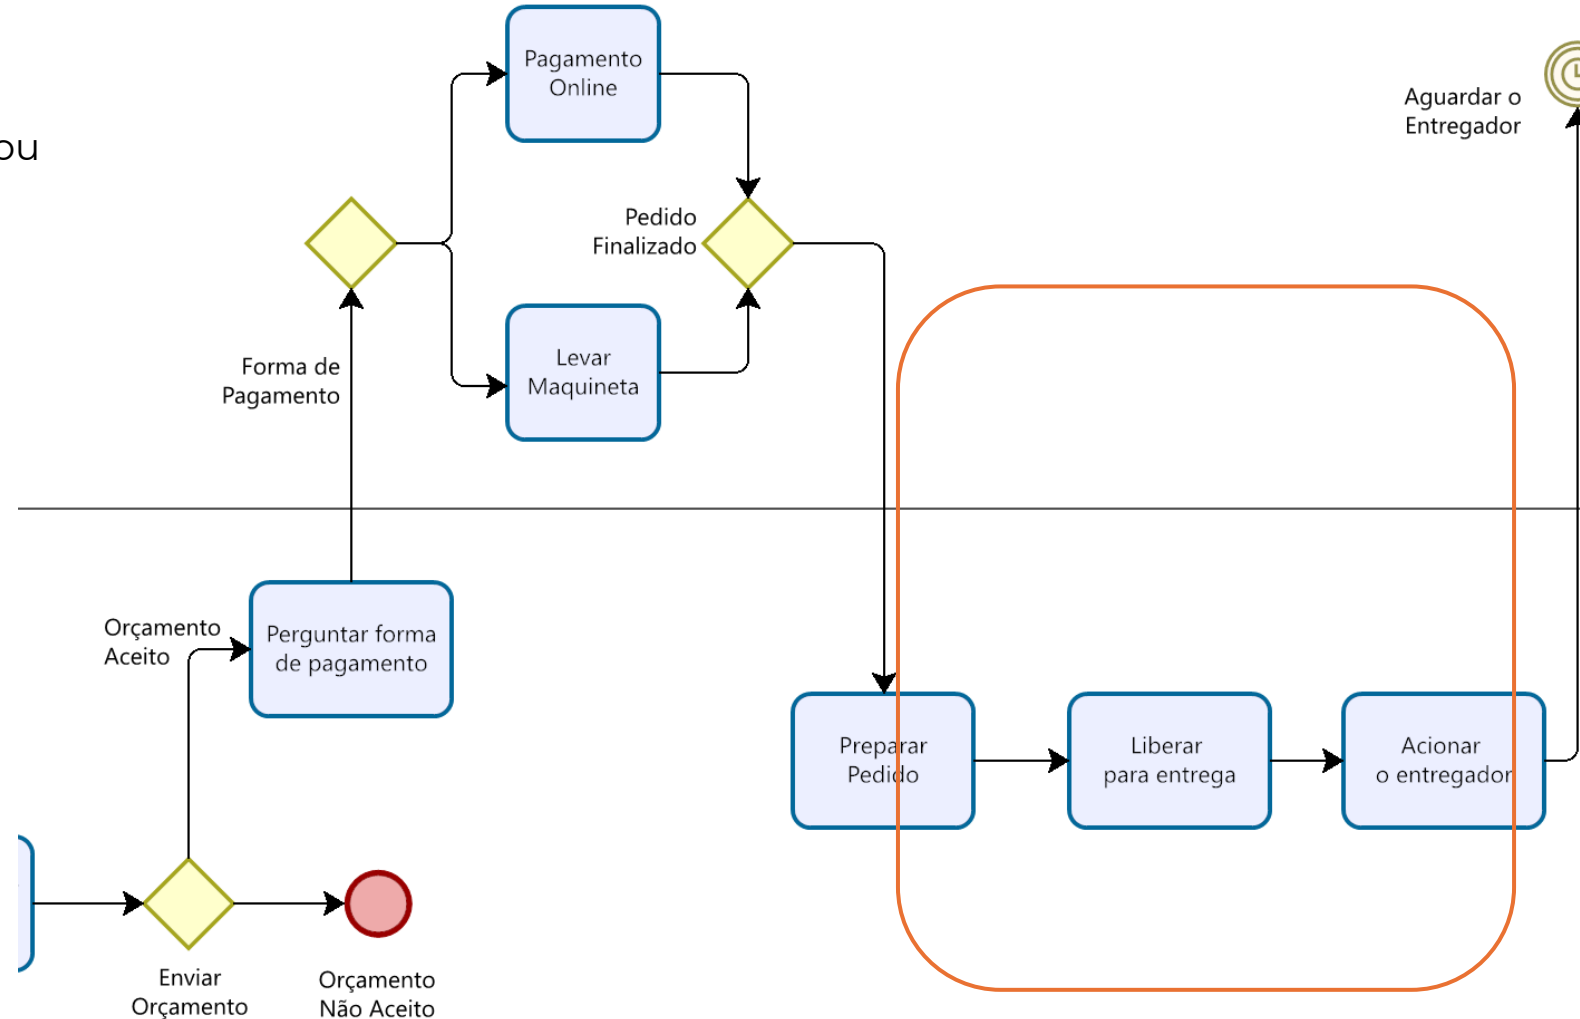 Pagamento
Online
Aguardar o
Entregador
ou
Pedido
Finalizado
Levar
Maquineta
Forma de
Pagamento
Orçamento
Aceito
Perguntar forma
de pagamento
Preparar
Pedido
Liberar
para entrega
Acionar
o entregador
Enviar
Orçamento
Orçamento
Não Aceito